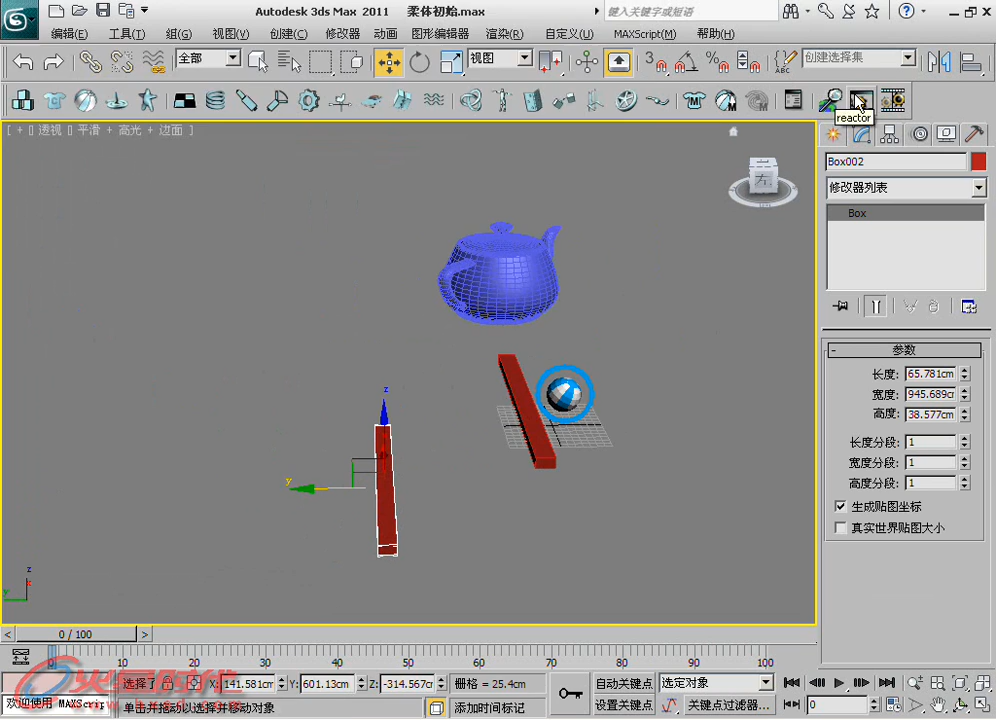 Autodesk 3ds Max 2011 柔体初始.max
键入关键字或短语
编辑(E) 工具(T) 组(G) 视图(V) 创建(C) 修改器 动画 图形编辑器 渲染(R) 自定义(U) MAXScript(M) 帮助(H)
全部 视图 3 % ABC 创建选择集
reactor
[ + [] 透视 [] 平滑 + 高光 + 边面 ]
左
Box002
修改器列表
Box
z
y
- 参数
长度: 65.781cm
宽度: 945.689cr
高度: 38.577cm
长度分段: 1
宽度分段: 1
高度分段: 1
生成贴图坐标
真实世界贴图大小
z
x
y
< 0 / 100 >
0 10 20 30 40 50 60 70 80 90 100
选择了 X: 141.581cm Y: 601.13cm Z: -314.567cr 栅格 = 25.4cm 自动关键点 选定对象
欢迎使用 MAXScrip 单击并拖动以选择并移动对象 添加时间标记 设置关键点 关键点过滤器... 0